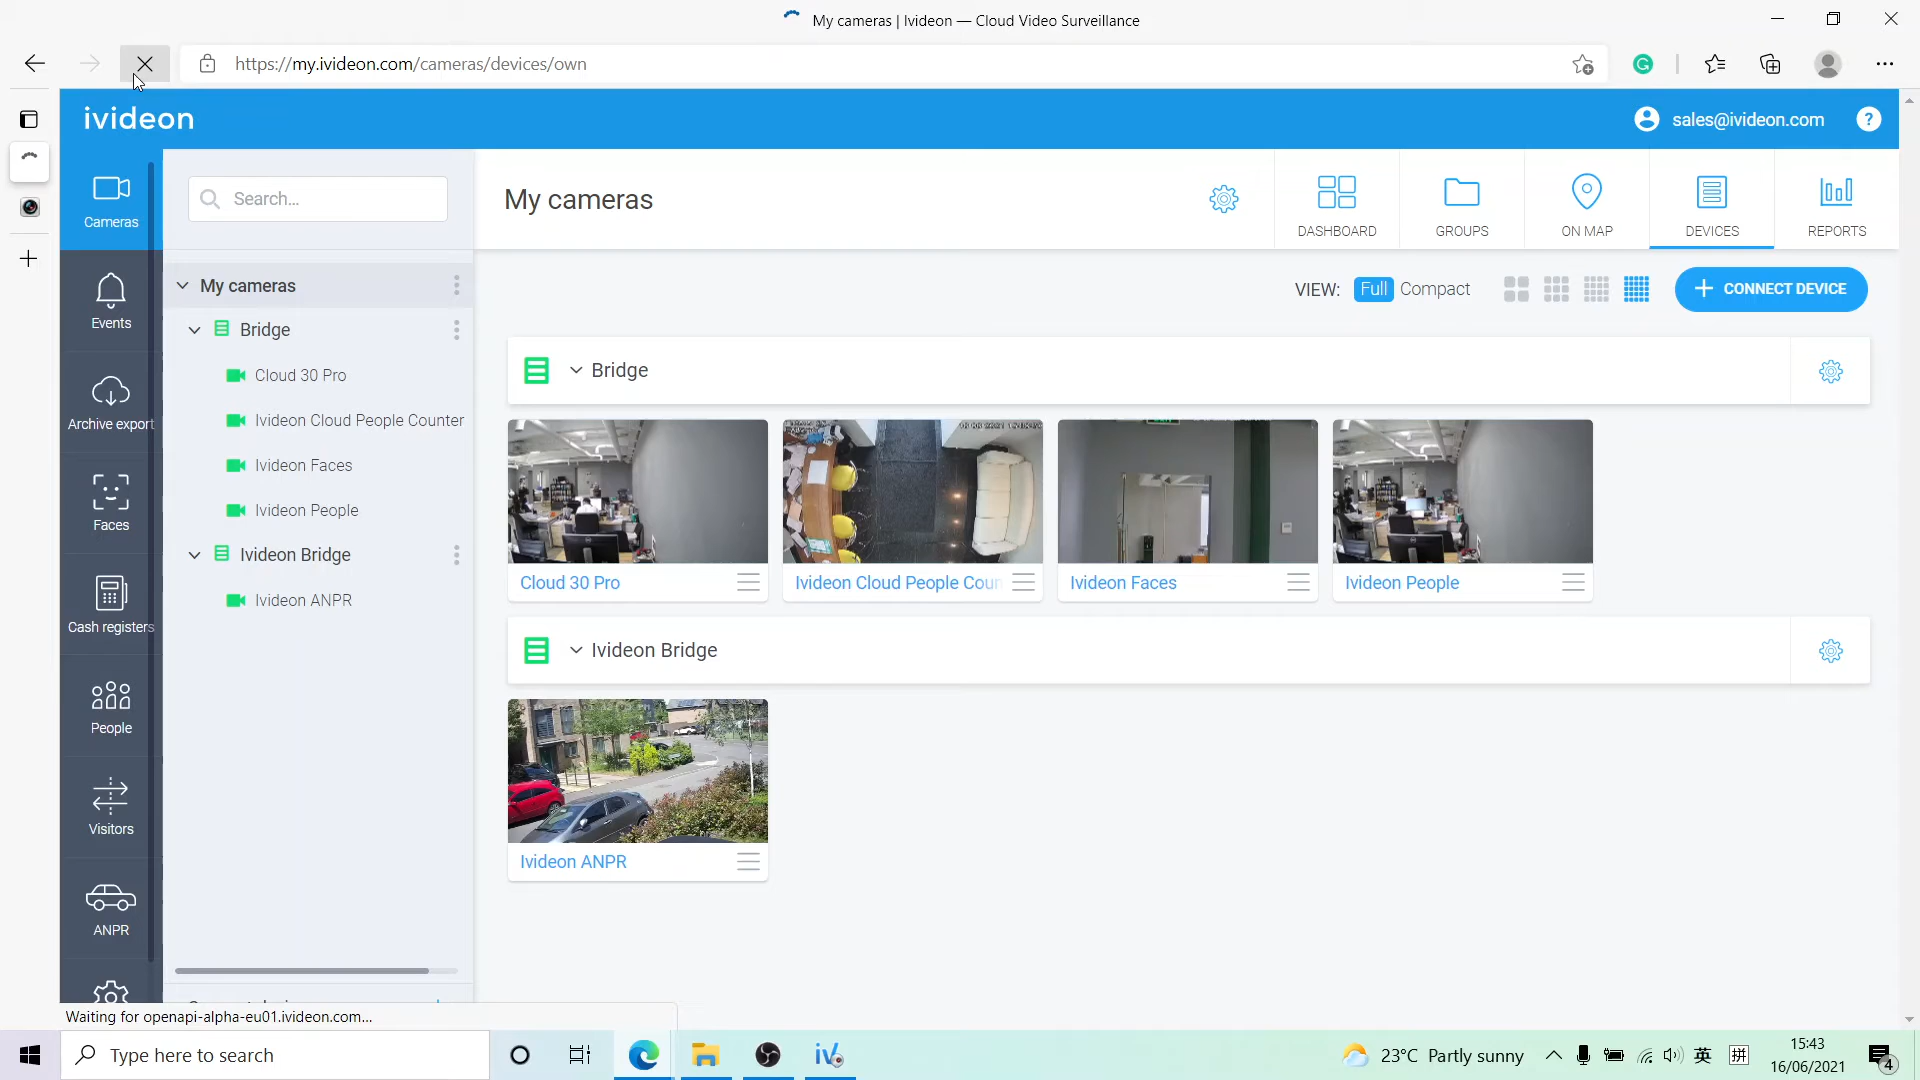 My cameras | Ivideon — Cloud Video Surveillance
https://my.ivideon.com/cameras/devices/own
ivideon
sales@ivideon.com
?
Cameras
Events
Archive export
Faces
Cash registers
People
Visitors
ANPR
Search...
My cameras
Bridge
Cloud 30 Pro
Ivideon Cloud People Counter
Ivideon Faces
Ivideon People
Ivideon Bridge
Ivideon ANPR
My cameras
DASHBOARD
GROUPS
ON MAP
DEVICES
REPORTS
VIEW: Full Compact
CONNECT DEVICE
Bridge
Cloud 30 Pro
Ivideon Cloud People Coun
Ivideon Faces
Ivideon People
Ivideon Bridge
Ivideon ANPR
Waiting for openapi-alpha-eu01.ivideon.com...
Type here to search
23°C Partly sunny
英
拼
15:43
16/06/2021
4